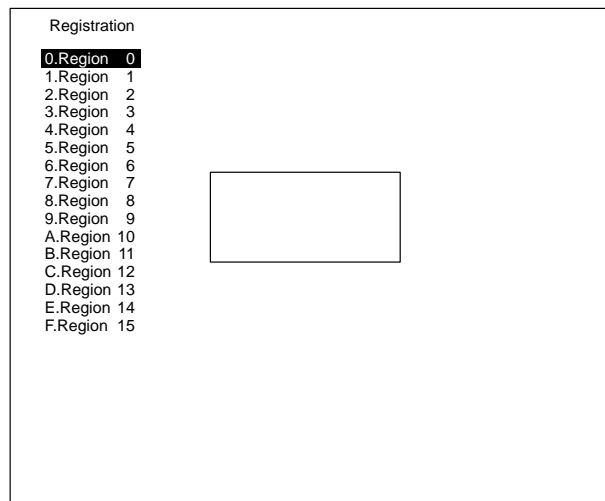 Registration
0.Region 0
1.Region 1
2.Region 2
3.Region 3
4.Region 4
5.Region 5
6.Region 6
7.Region 7
8.Region 8
9.Region 9
A.Region 10
B.Region 11
C.Region 12
D.Region 13
E.Region 14
F.Region 15